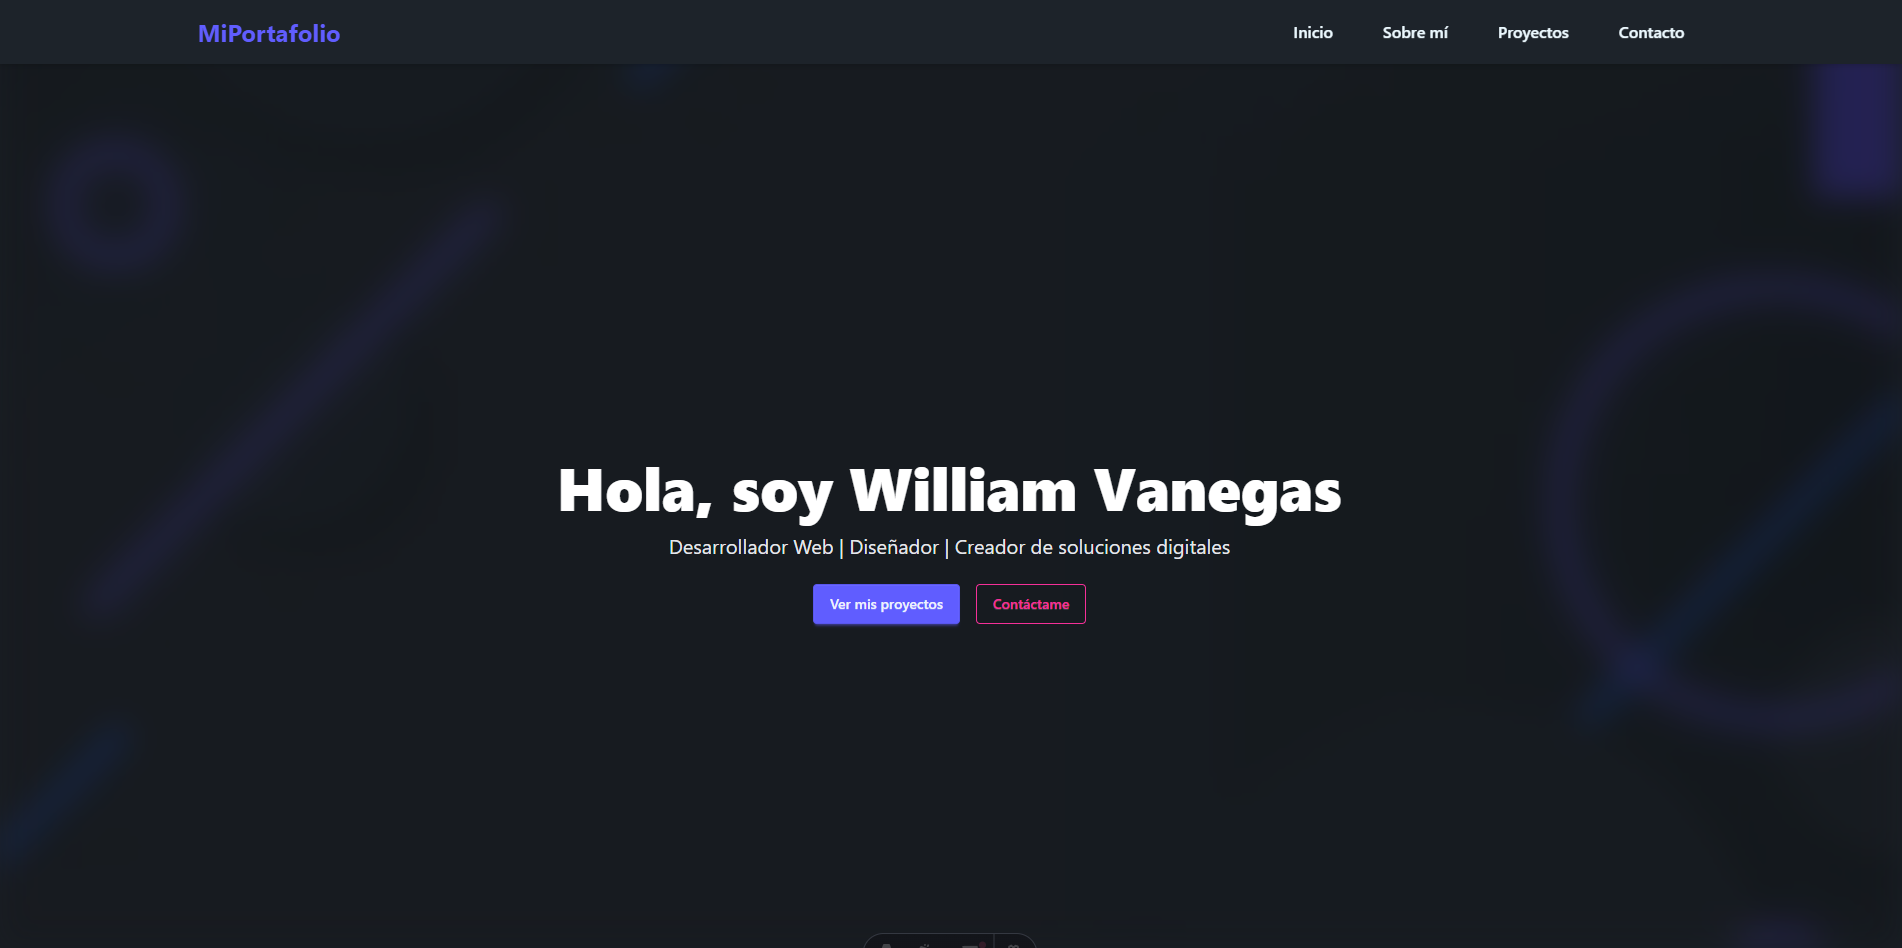 MiPortafolio
Inicio
Sobre mí
Proyectos
Contacto
Hola, soy William Vanegas
Desarrollador Web | Diseñador | Creador de soluciones digitales
Ver mis proyectos
Contáctame